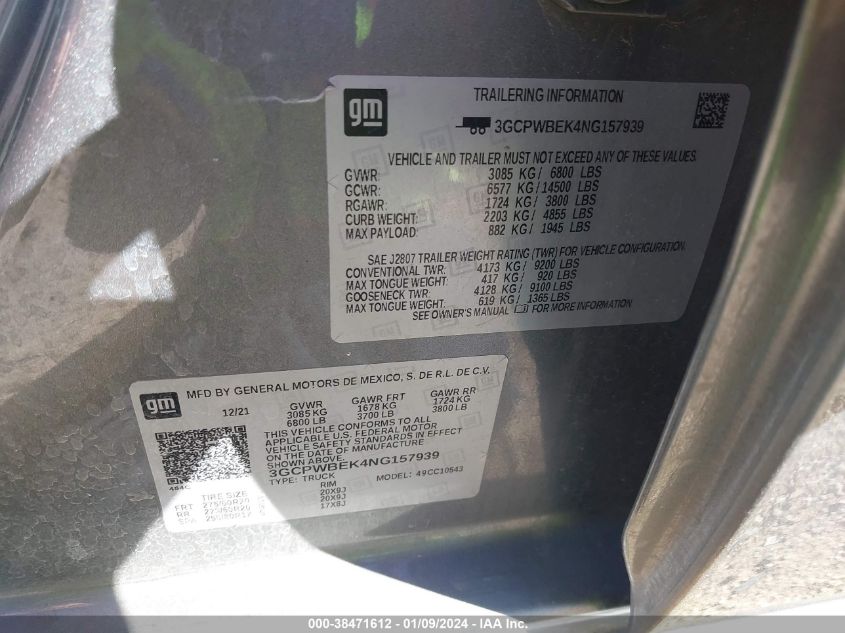 gm
TRAILERING INFORMATION
3GCPWBEK4NG157939
VEHICLE AND TRAILER MUST NOT EXCEED ANY OF THESE VALUES.
GVWR: 3085 KG/ 6800 LBS
GCWR: 6577 KG/14500 LBS
RGAWR: 1724 KG/ 3800 LBS
CURB WEIGHT: 2203 KG/ 4855 LBS
MAX PAYLOAD: 882 KG/ 1945 LBS
SAE J2807 TRAILER WEIGHT RATING (TWR) FOR VEHICLE CONFIGURATION.
CONVENTIONAL TWR: 4173 KG/ 9200 LBS
MAX TONGUE WEIGHT: 417 KG/ 920 LBS
GOOSENECK TWR: 4128 KG/ 9100 LBS
MAX TONGUE WEIGHT: 619 KG/ 1365 LBS
SEE OWNER'S MANUAL FOR MORE INFORMATION
gm
MFD BY GENERAL MOTORS DE MEXICO, S. DE R.L. DE C.V.
12/21 GVWR GAWR FRT GAWR RR
3085 KG 1678 KG 1724 KG
6800 LB 3700 LB 3800 LB
THIS VEHICLE CONFORMS TO ALL
APPLICABLE U.S. FEDERAL MOTOR
VEHICLE SAFETY STANDARDS IN EFFECT
ON THE DATE OF MANUFACTURE
SHOWN ABOVE.
3GCPWBEK4NG157939
TYPE: TRUCK MODEL: 49CC10543
TIRE SIZE RIM
FRT 20X9J
RR 20X9J
17X8J
000-38471612 - 01/09/2024 - IAA Inc.